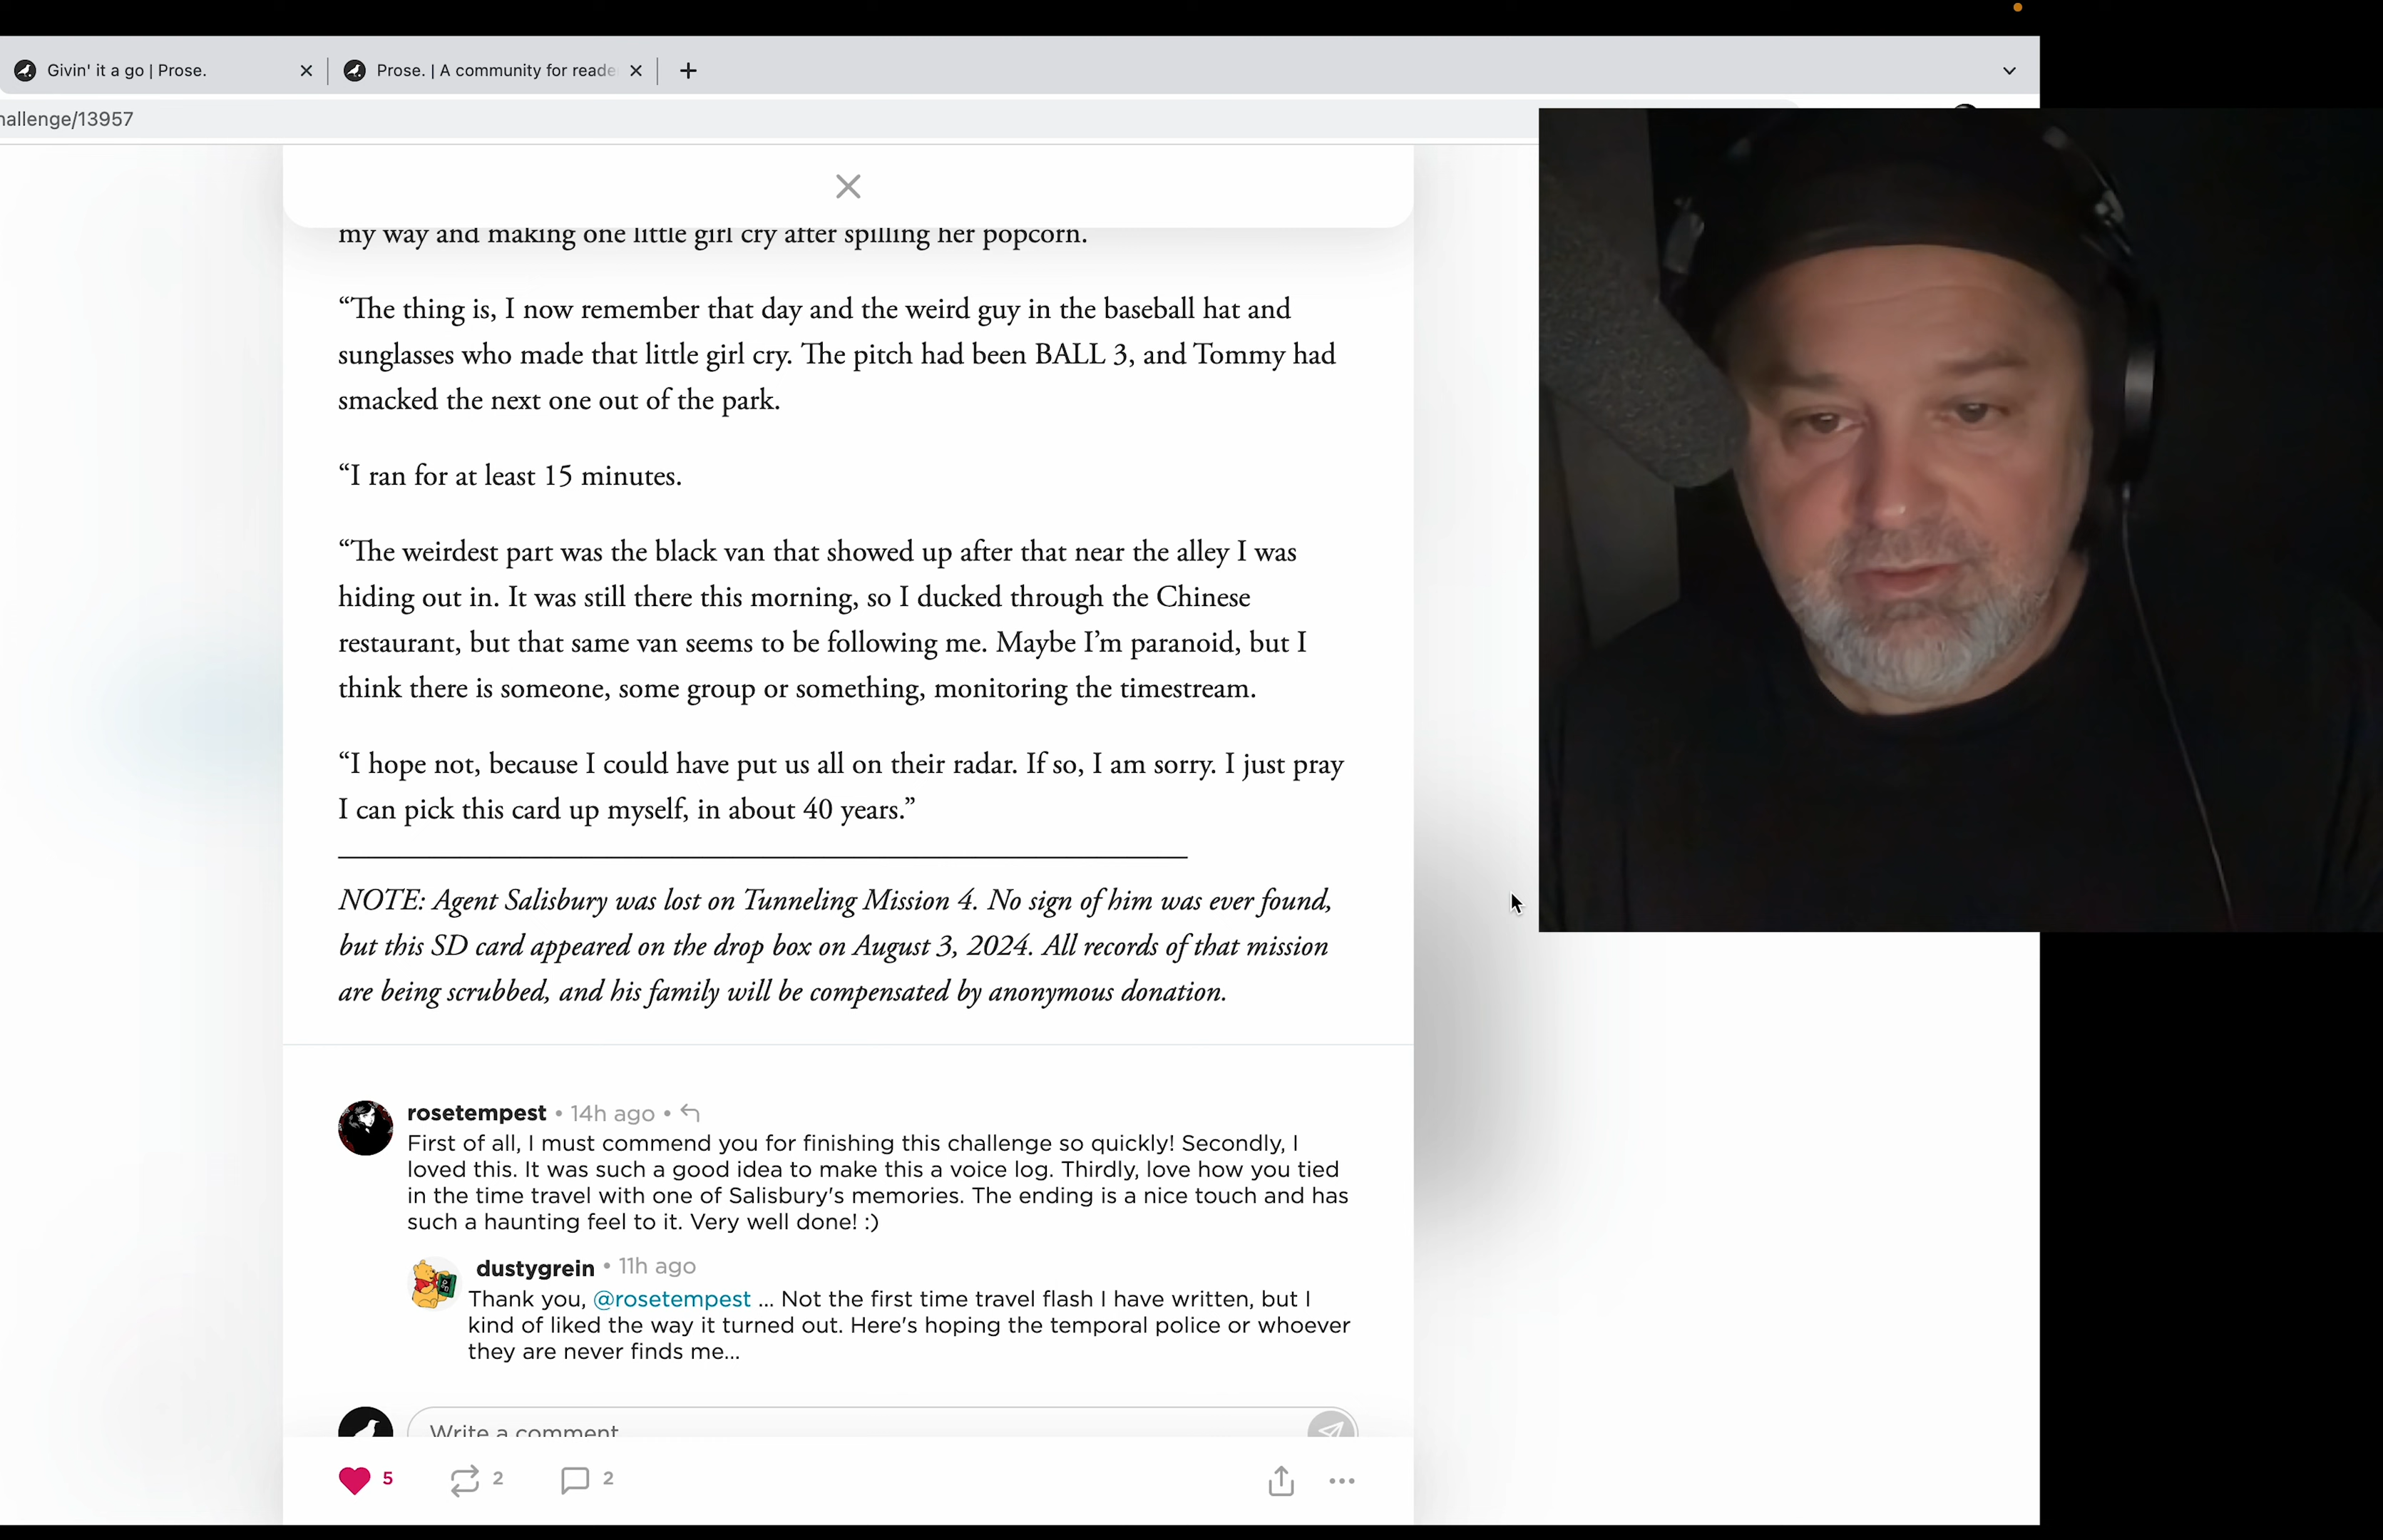 Givin' it a go | Prose.
Prose. | A community for reade
hallenge/13957
my way and making one little girl cry after spilling her popcorn.
“The thing is, I now remember that day and the weird guy in the baseball hat and
sunglasses who made that little girl cry. The pitch had been BALL 3, and Tommy had
smacked the next one out of the park.
“I ran for at least 15 minutes.
“The weirdest part was the black van that showed up after that near the alley I was
hiding out in. It was still there this morning, so I ducked through the Chinese
restaurant, but that same van seems to be following me. Maybe I’m paranoid, but I
think there is someone, some group or something, monitoring the timestream.
“I hope not, because I could have put us all on their radar. If so, I am sorry. I just pray
I can pick this card up myself, in about 40 years.”
NOTE: Agent Salisbury was lost on Tunneling Mission 4. No sign of him was ever found,
but this SD card appeared on the drop box on August 3, 2024. All records of that mission
are being scrubbed, and his family will be compensated by anonymous donation.
rosetempest • 14h ago •
First of all, I must commend you for finishing this challenge so quickly! Secondly, I
loved this. It was such a good idea to make this a voice log. Thirdly, love how you tied
in the time travel with one of Salisbury's memories. The ending is a nice touch and has
such a haunting feel to it. Very well done! :)
dustygrein • 11h ago
Thank you, @rosetempest ... Not the first time travel flash I have written, but I
kind of liked the way it turned out. Here's hoping the temporal police or whoever
they are never finds me...
Write a comment
5 2 2